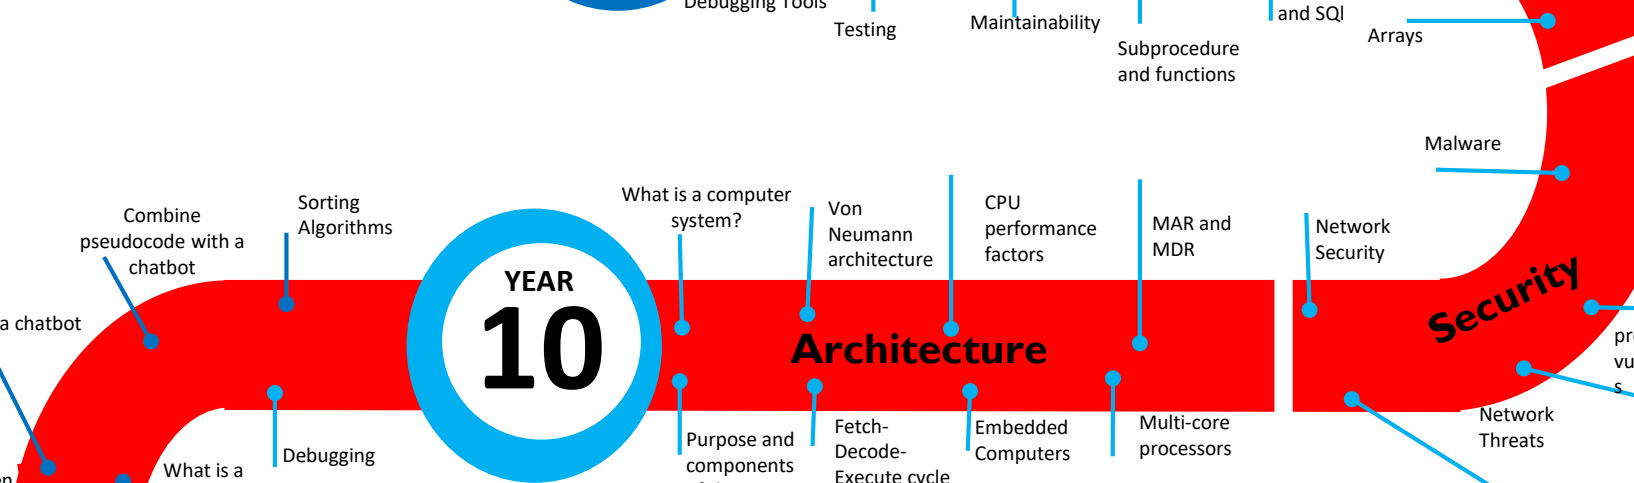 Debugging Tools
Testing
Maintainability
Subprocedure
and functions
and SQl
Arrays
Malware
Combine
pseudocode with a
chatbot
Sorting
Algorithms
YEAR
10
What is a computer
system?
Von
Neumann
architecture
CPU
performance
factors
MAR and
MDR
Network
Security
Security
Architecture
a chatbot
Debugging
What is a
Purpose and
components
Fetch-
Decode-
Execute cycle
Embedded
Computers
Multi-core
processors
Network
Threats